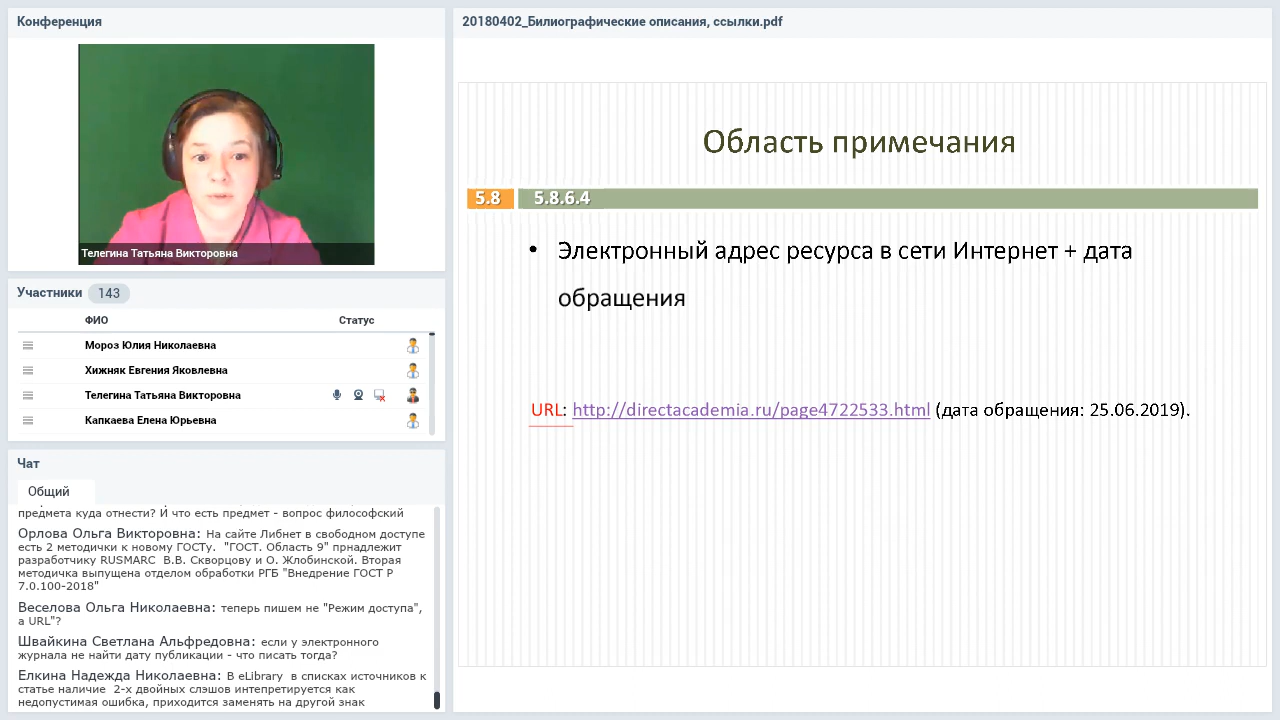 Конференция
Телегина Татьяна Викторовна
Участники 143
ФИО Статус
Мороз Юлия Николаевна
Хижняк Евгения Яковлевна
Телегина Татьяна Викторовна
Капкаева Елена Юрьевна
Чат
Общий
предмета куда отнести? И что есть предмет - вопрос философский
Орлова Ольга Викторовна: На сайте Либнет в свободном доступе
есть 2 методички к новому ГОСТу. "ГОСТ. Область 9" прнадлежит
разработчику RUSMARC В.В. Скворцову и О. Жлобинской. Вторая
методичка выпущена отделом обработки РГБ "Внедрение ГОСТ Р
7.0.100-2018"
Веселова Ольга Николаевна: теперь пишем не "Режим доступа",
а URL"?
Швайкина Светлана Альфредовна: если у электронного
журнала не найти дату публикации - что писать тогда?
Елкина Надежда Николаевна: В eLibrary в списках источников к
статье наличие 2-х двойных слэшов интепретируется как
недопустимая ошибка, приходится заменять на другой знак
20180402_Билиографические описания, ссылки.pdf
Область примечания
5.8 5.8.6.4
• Электронный адрес ресурса в сети Интернет + дата
обращения
URL: http://directacademia.ru/page4722533.html (дата обращения: 25.06.2019).